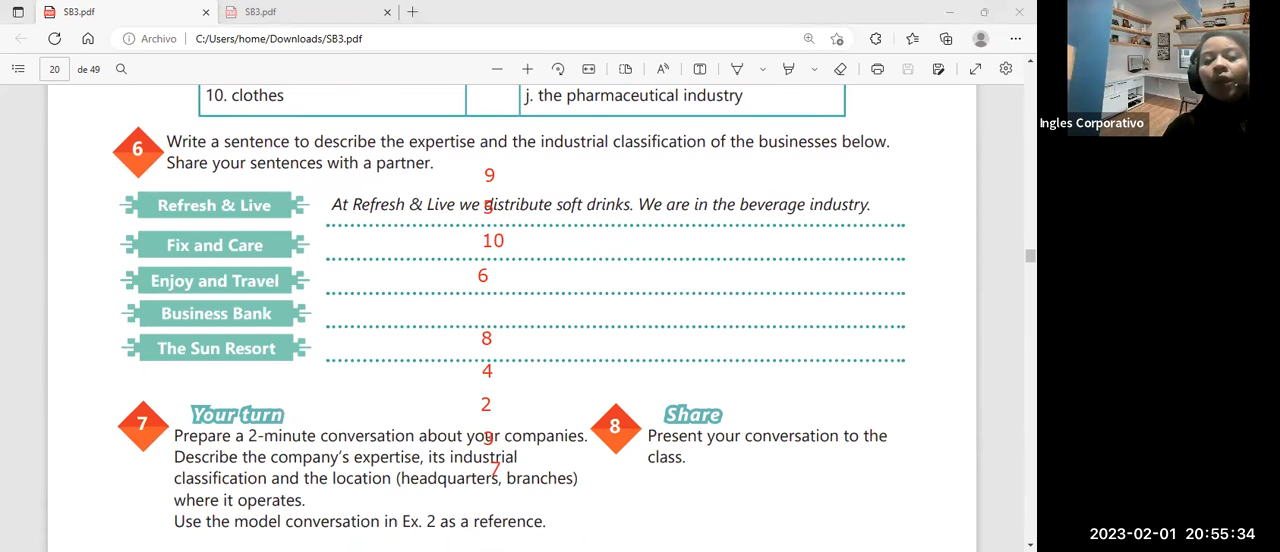 SB3.pdf
SB3.pdf
Archivo
C:/Users/home/Downloads/SB3.pdf
20
de 49
10. clothes
j. the pharmaceutical industry
6
Write a sentence to describe the expertise and the industrial classification of the businesses below.
Share your sentences with a partner.
9
Refresh & Live
At Refresh & Live we distribute soft drinks. We are in the beverage industry.
5
Fix and Care
10
Enjoy and Travel
6
Business Bank
The Sun Resort
8
4
2
3
7
7
Your turn
Prepare a 2-minute conversation about your companies.
Describe the company's expertise, its industrial
classification and the location (headquarters, branches)
where it operates.
Use the model conversation in Ex. 2 as a reference.
8
Share
Present your conversation to the
class.
Ingles Corporativo
2023-02-01 20:55:34